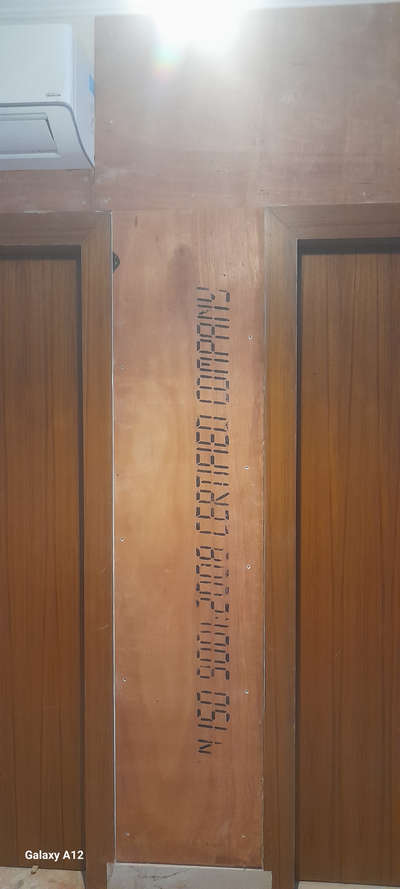 N ISO 9001:2008 CERTIFIED COMPANY
Galaxy A12